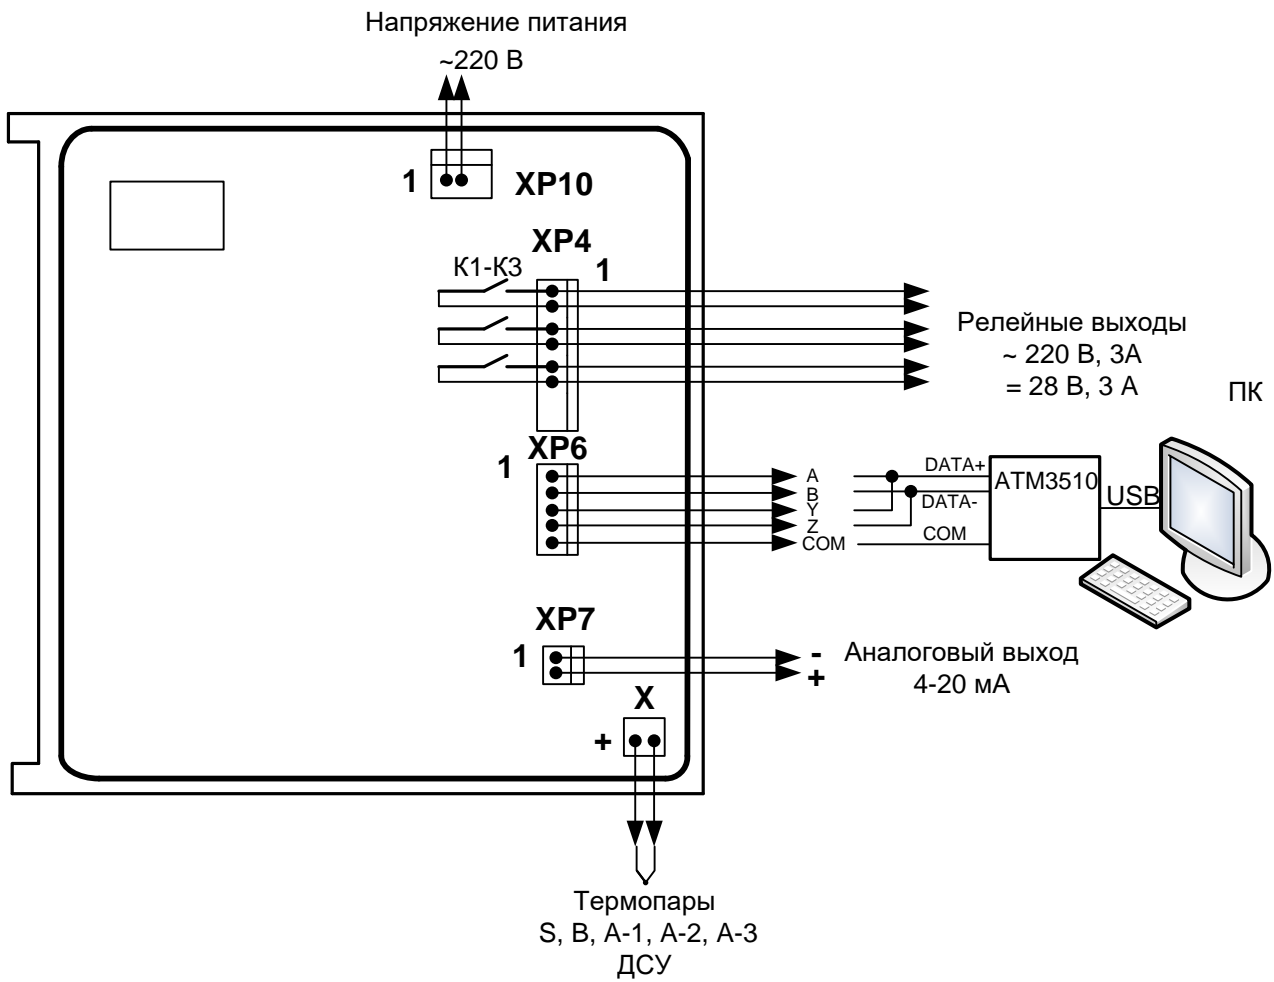 Напряжение питания
~220 В
1
XP10
XP4
1
К1-К3
Релейные выходы
~ 220 В, 3А
= 28 В, 3 А
ПК
XP6
1
A
B
Y
Z
COM
DATA+
DATA-
COM
ATM3510
USB
XP7
1
-
+
Аналоговый выход
4-20 мА
X
+
Термопары
S, B, A-1, A-2, A-3
ДСУ